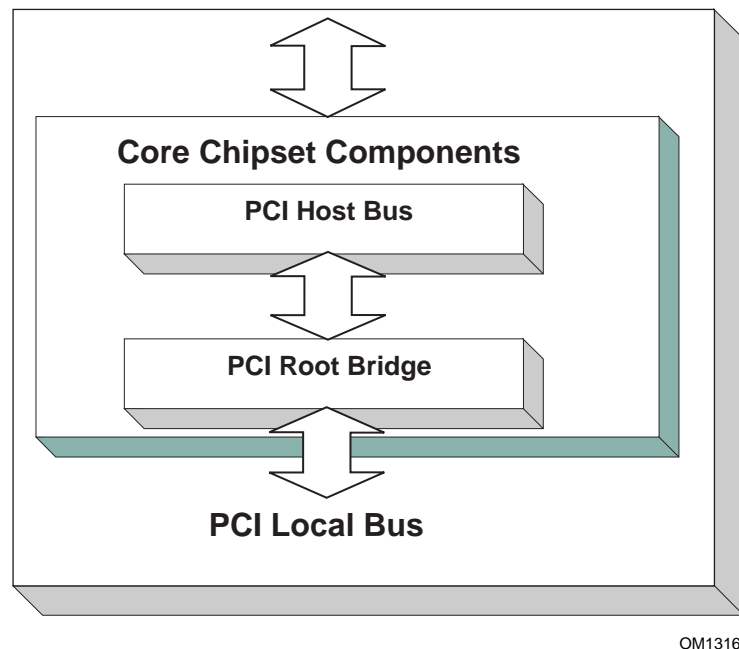 Core Chipset Components
PCI Host Bus
PCI Root Bridge
PCI Local Bus
OM1316